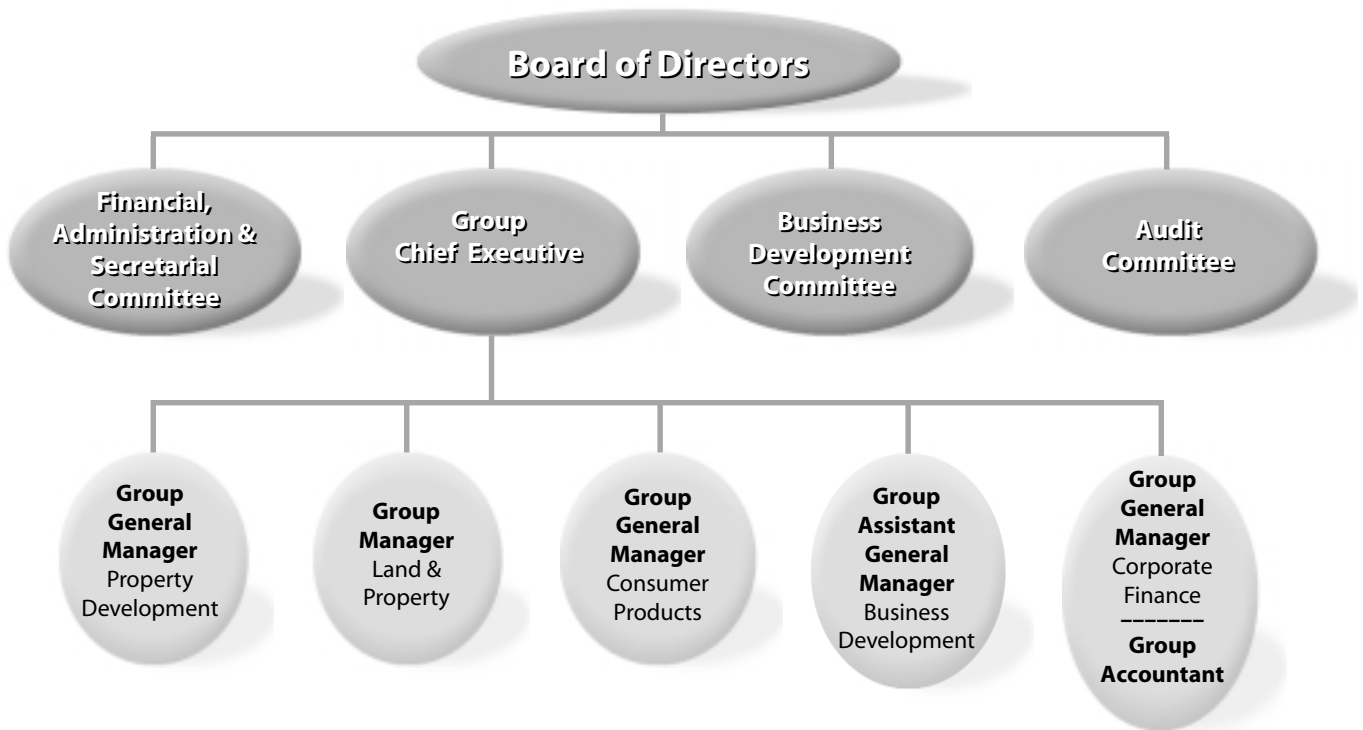 Board of Directors
Financial,
Administration &
Secretarial
Committee
Group
Chief Executive
Business
Development
Committee
Audit
Committee
Group
General
Manager
Property
Development
Group
Manager
Land &
Property
Group
General
Manager
Consumer
Products
Group
Assistant
General
Manager
Business
Development
Group
General
Manager
Corporate
Finance
–––––––
Group
Accountant